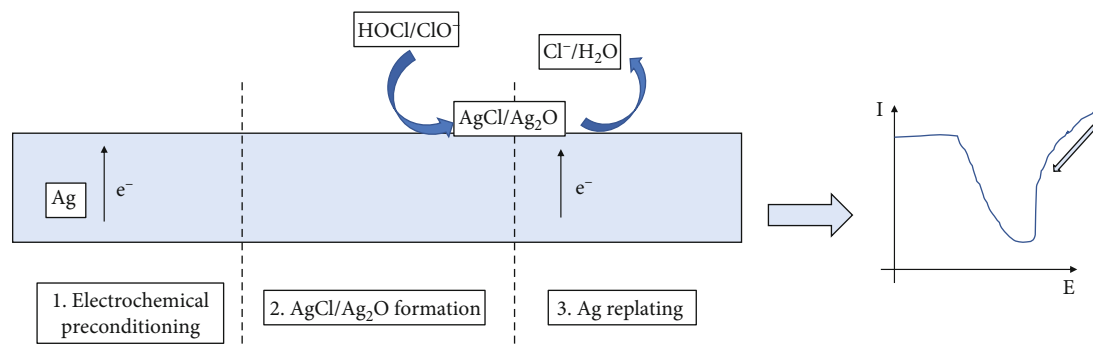 HOCl/ClO⁻
Cl⁻/H₂O
AgCl/Ag₂O
Ag
e⁻
e⁻
I
E
1. Electrochemical
preconditioning
2. AgCl/Ag₂O formation
3. Ag replating